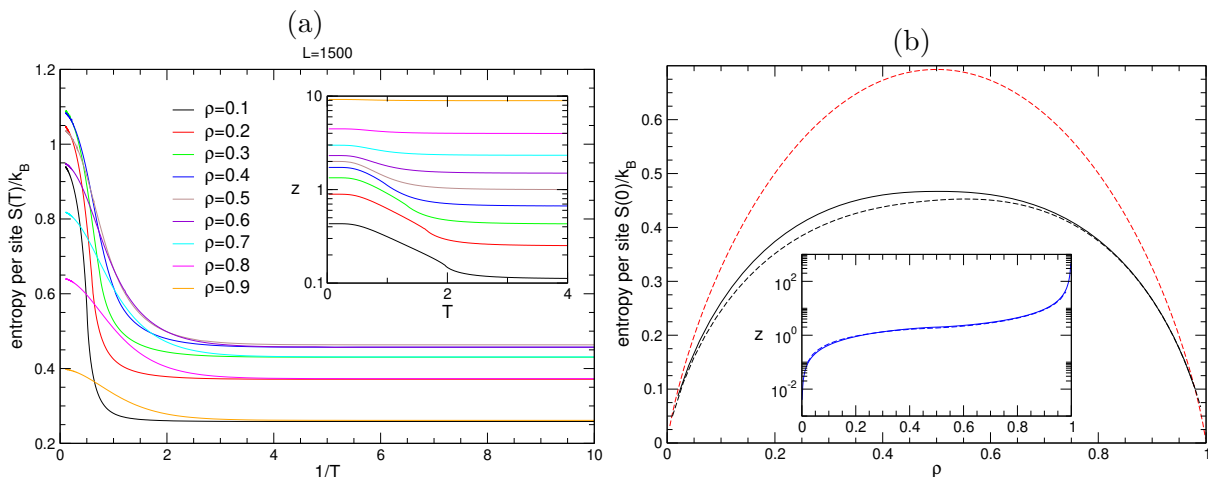 (a)
L=1500
entropy per site S(T)/k_B
1.2
1
0.8
0.6
0.4
0.2
0
2
4
6
8
10
1/T
ρ=0.1
ρ=0.2
ρ=0.3
ρ=0.4
ρ=0.5
ρ=0.6
ρ=0.7
ρ=0.8
ρ=0.9
10
1
0.1
z
0
2
4
T
(b)
entropy per site S(0)/k_B
0.6
0.5
0.4
0.3
0.2
0.1
0
0
0.2
0.4
0.6
0.8
1
ρ
10^2
10^0
10^-2
z
0
0.2
0.4
0.6
0.8
1